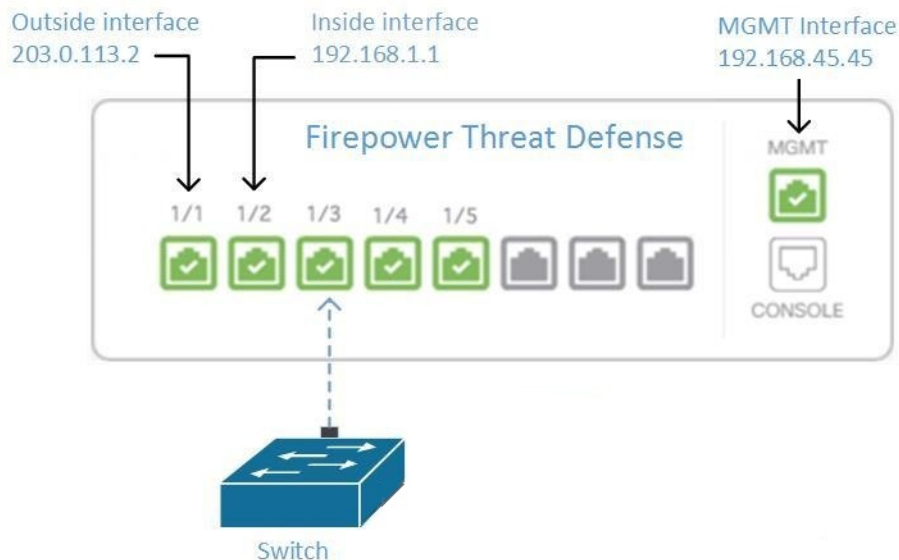 Outside interface
203.0.113.2
Inside interface
192.168.1.1
MGMT Interface
192.168.45.45
Firepower Threat Defense
MGMT
1/1 1/2 1/3 1/4 1/5
CONSOLE
Switch